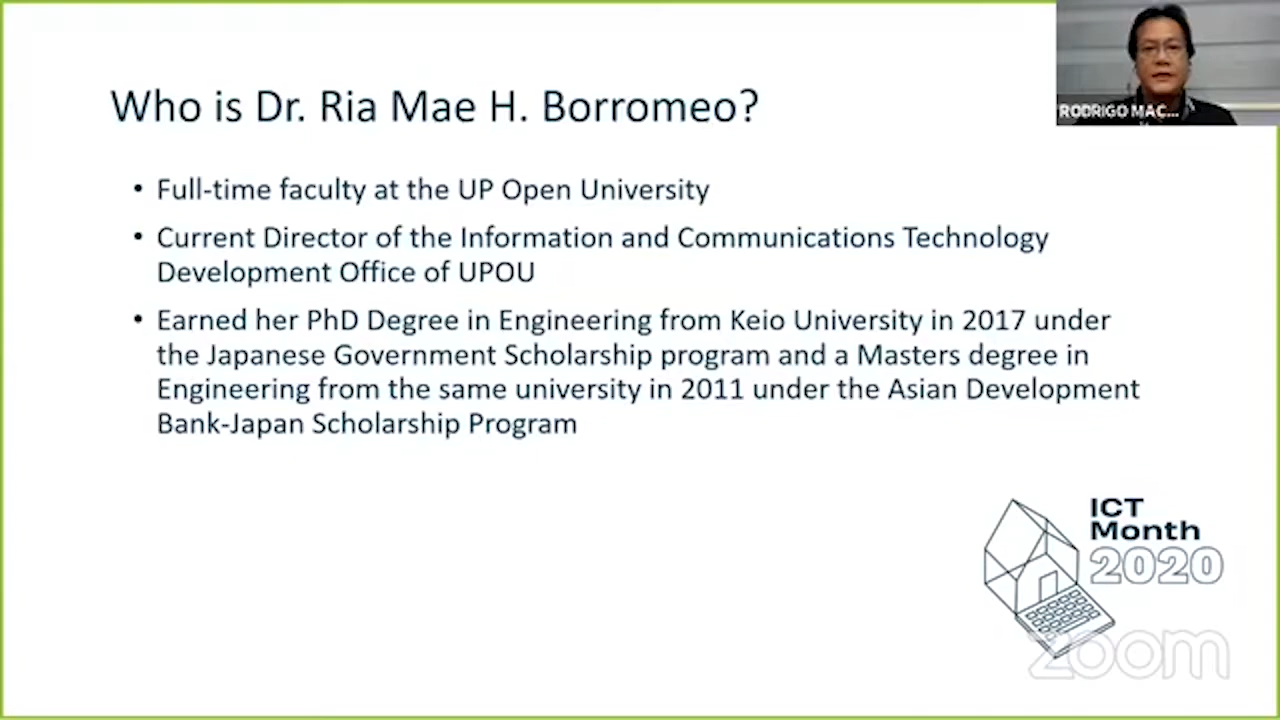 Who is Dr. Ria Mae H. Borromeo?
RODRIGO MAC...
• Full-time faculty at the UP Open University
• Current Director of the Information and Communications Technology
Development Office of UPOU
• Earned her PhD Degree in Engineering from Keio University in 2017 under
the Japanese Government Scholarship program and a Masters degree in
Engineering from the same university in 2011 under the Asian Development
Bank-Japan Scholarship Program
ICT
Month
2020
zoom